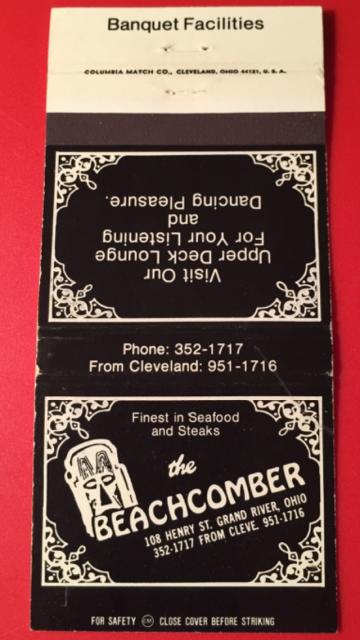 Banquet Facilities
COLUMBIA MATCH CO., CLEVELAND, OHIO 44121, U. S. A.
Visit Our
Upper Deck Lounge
For Your Listening
and
Dancing Pleasure.
Phone: 352-1717
From Cleveland: 951-1716
Finest in Seafood
and Steaks
the
BEACHCOMBER
108 HENRY ST. GRAND RIVER, OHIO
352-1717 FROM CLEVE. 951-1716
FOR SAFETY CM CLOSE COVER BEFORE STRIKING